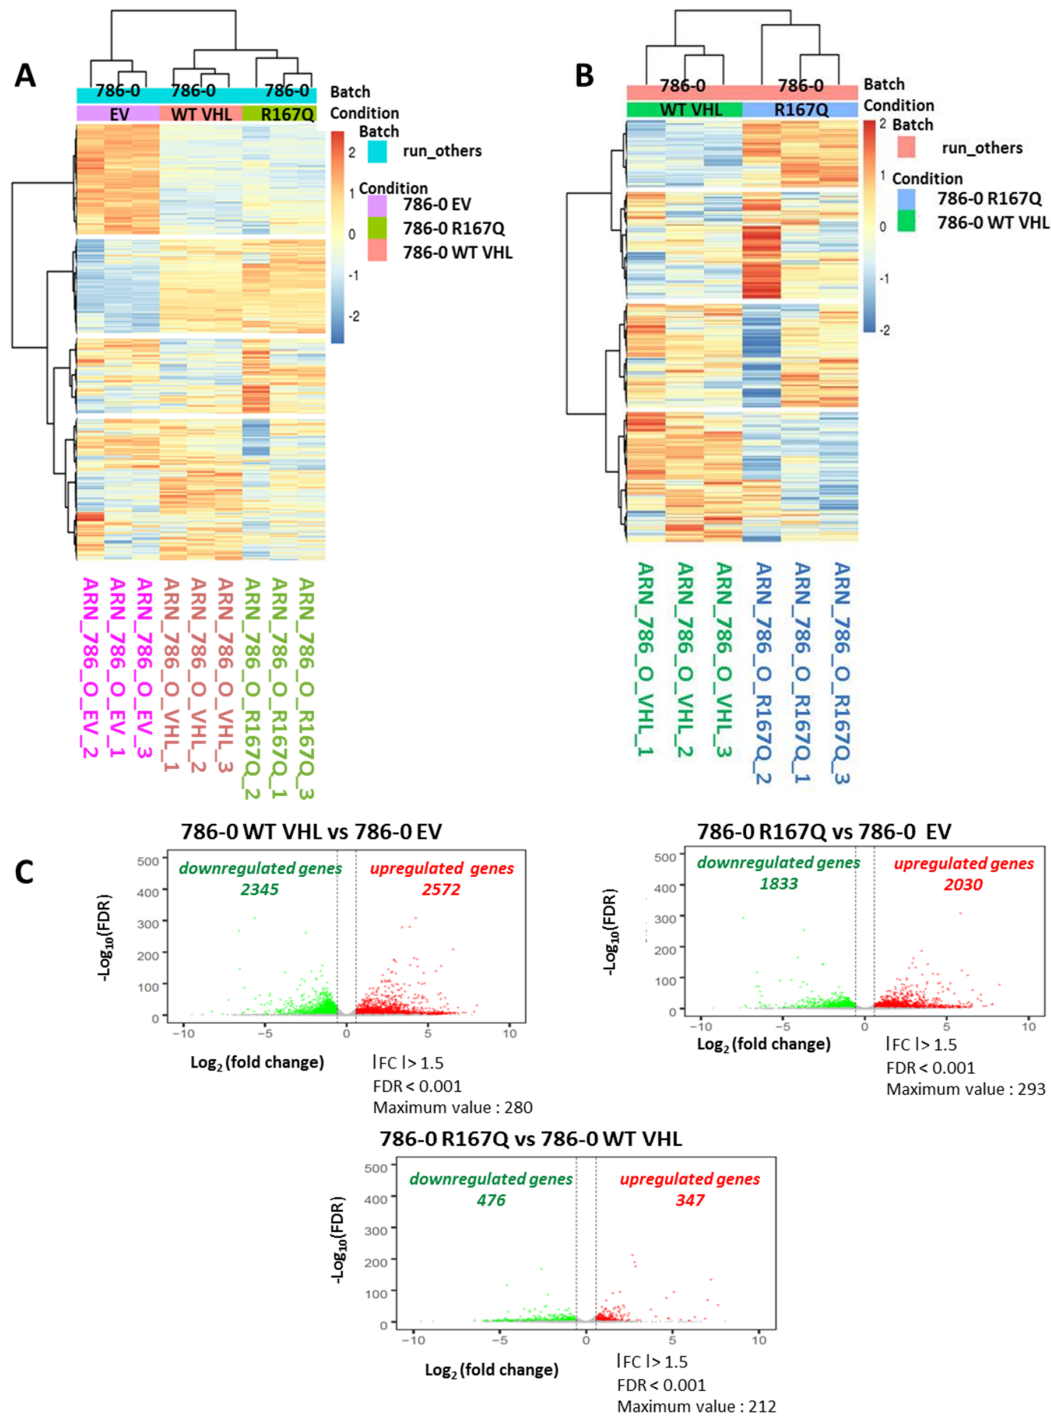 A
786-0 786-0 786-0 Batch
EV WT VHL R167Q Condition
Batch
run_others
Condition
786-0 EV
786-0 R167Q
786-0 WT VHL
2
1
0
-1
-2
ARN_786_O_EV_2
ARN_786_O_EV_1
ARN_786_O_EV_3
ARN_786_O_VHL_1
ARN_786_O_VHL_2
ARN_786_O_VHL_3
ARN_786_O_R167Q_2
ARN_786_O_R167Q_1
ARN_786_O_R167Q_3
B
786-0 786-0 Batch
WT VHL R167Q Condition
Batch
run_others
Condition
786-0 R167Q
786-0 WT VHL
2
1
0
-1
-2
ARN_786_O_VHL_1
ARN_786_O_VHL_2
ARN_786_O_VHL_3
ARN_786_O_R167Q_2
ARN_786_O_R167Q_1
ARN_786_O_R167Q_3
C
786-0 WT VHL vs 786-0 EV
downregulated genes
2345
upregulated genes
2572
-Log10(FDR)
500
400
300
200
100
0
−10 −5 0 5 10
Log2 (fold change)
|FC |> 1.5
FDR < 0.001
Maximum value : 280
786-0 R167Q vs 786-0 EV
downregulated genes
1833
upregulated genes
2030
-Log10(FDR)
500
400
300
200
100
0
−10 −5 0 5 10
Log2 (fold change)
|FC |> 1.5
FDR < 0.001
Maximum value : 293
786-0 R167Q vs 786-0 WT VHL
downregulated genes
476
upregulated genes
347
-Log10(FDR)
500
400
300
200
100
0
−10 −5 0 5 10
Log2 (fold change)
|FC |> 1.5
FDR < 0.001
Maximum value : 212